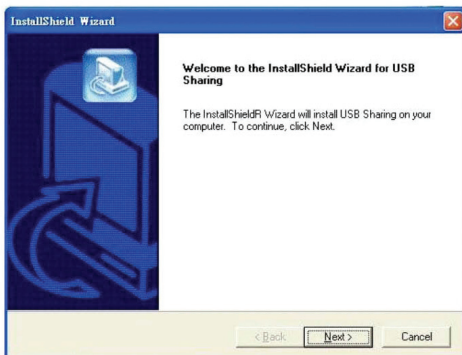 InstallShield Wizard
Welcome to the InstallShield Wizard for USB
Sharing
The InstallShieldR Wizard will install USB Sharing on your
computer. To continue, click Next.
< Back
Next >
Cancel